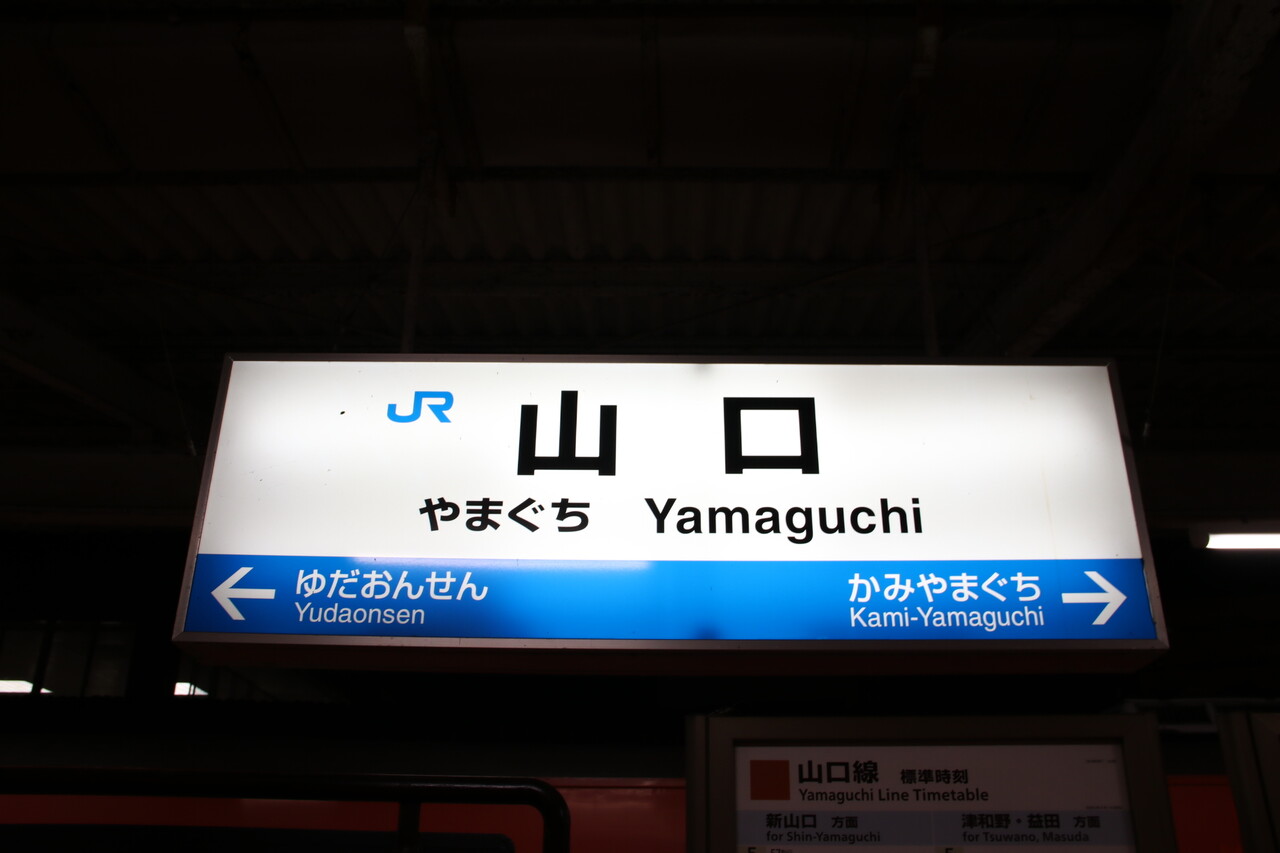 JR 山口
やまぐち Yamaguchi
← ゆだおんせん
Yudaonsen
かみやまぐち →
Kami-Yamaguchi
山口線 標準時刻
Yamaguchi Line Timetable
新山口 方面
for Shin-Yamaguchi
津和野・益田 方面
for Tsuwano, Masuda